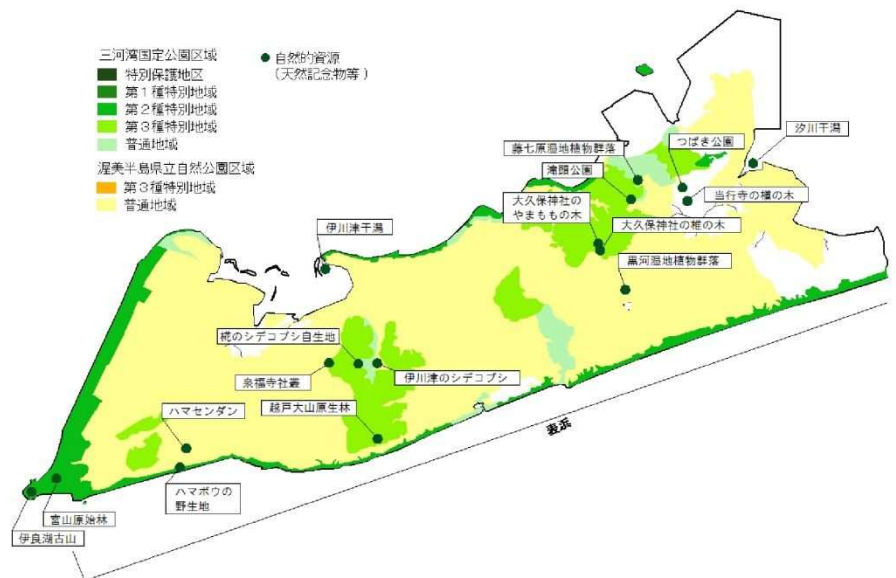 三河湾国定公園区域
特別保護地区
第1種特別地域
第2種特別地域
第3種特別地域
普通地域
渥美半島県立自然公園区域
第3種特別地域
普通地域
自然的資源
(天然記念物等)
藤七原湿地植物群落
つばき公園
汐川干潟
滝頭公園
大久保神社の
やまももの木
当行寺の槇の木
大久保神社の椎の木
伊川津干潟
黒河湿地植物群落
椛のシデコブシ自生地
泉福寺社叢
伊川津のシデコブシ
ハマセンダン
越戸大山原生林
表浜
ハマボウの
野生地
宮山原始林
伊良湖古山